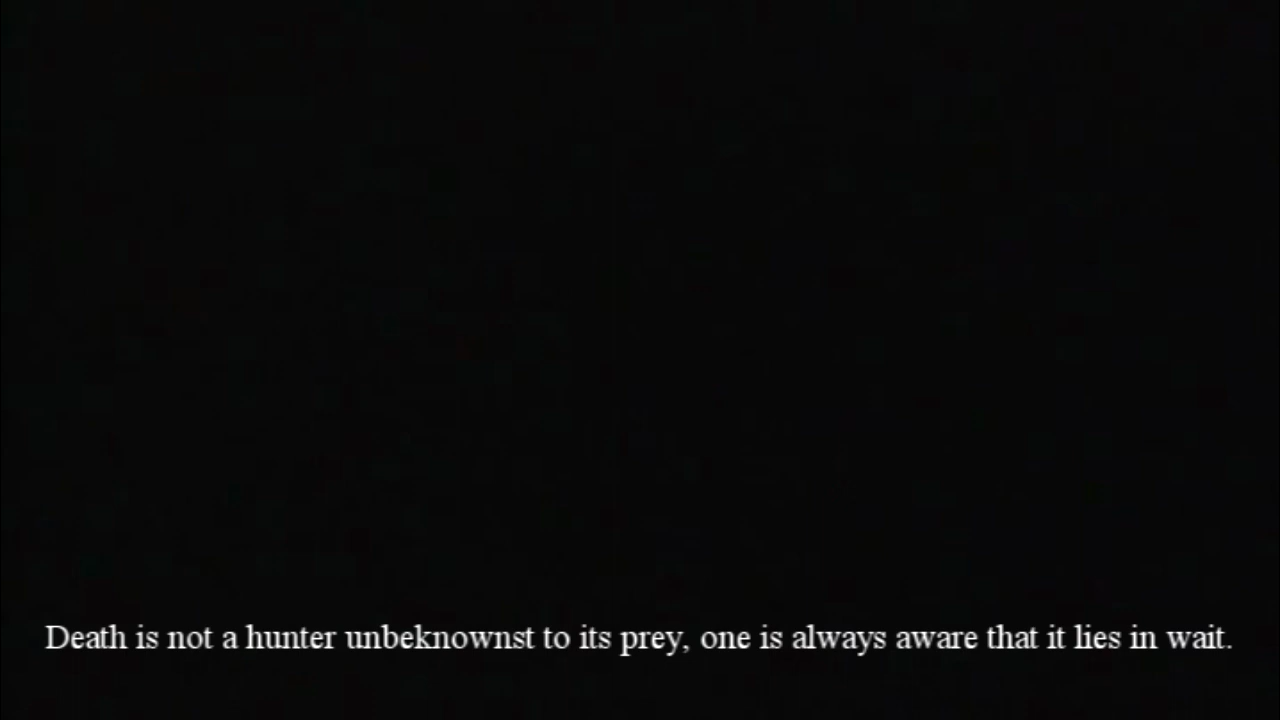 Death is not a hunter unbeknownst to its prey, one is always aware that it lies in wait.